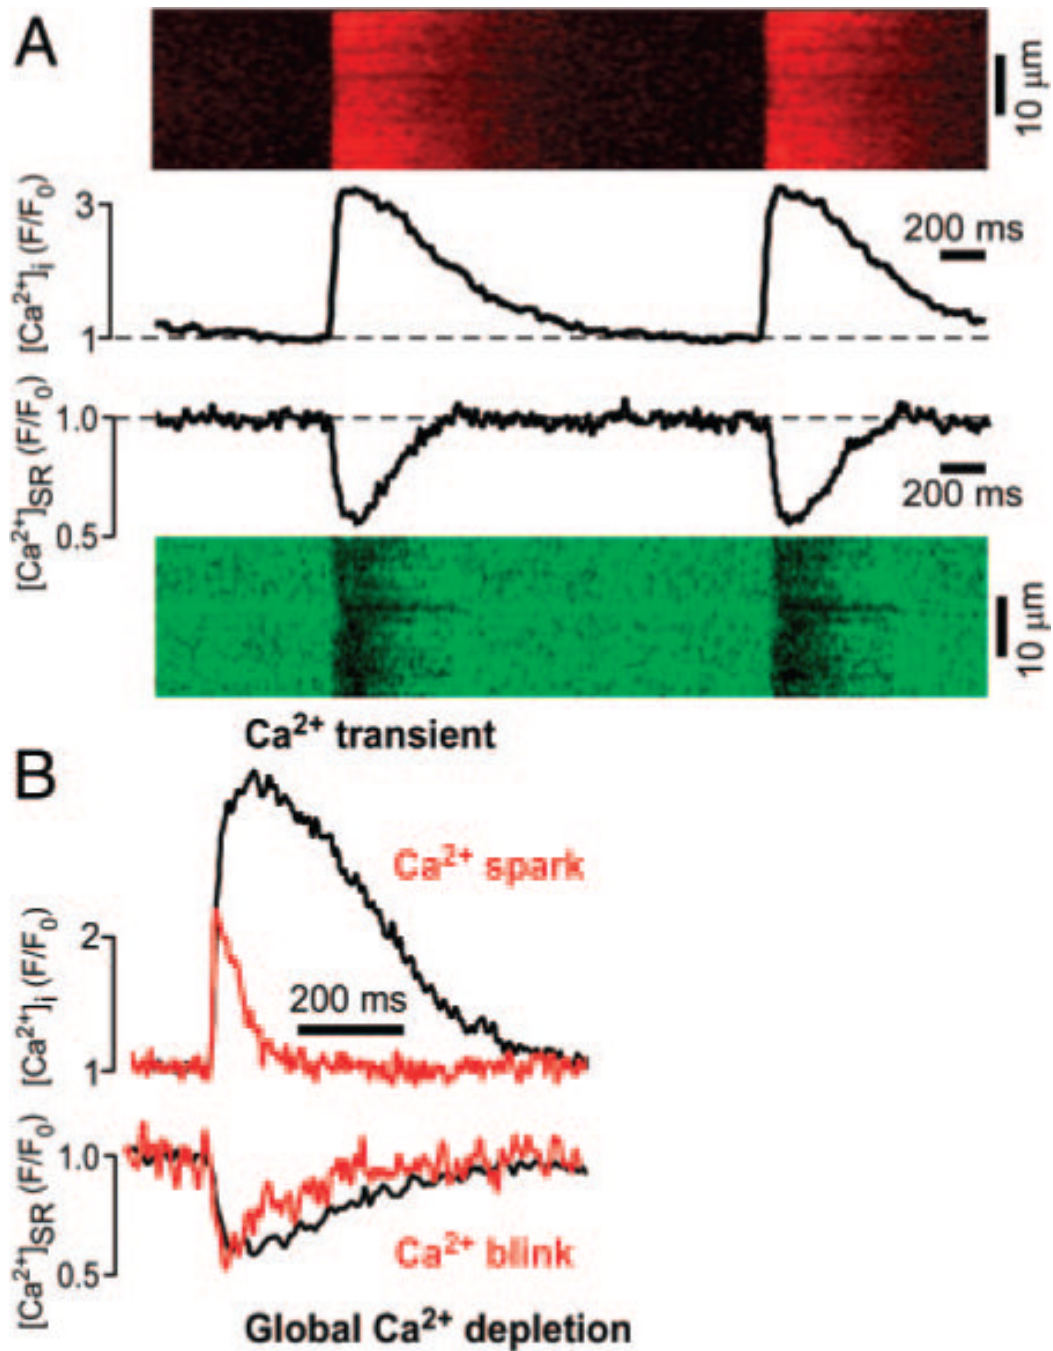 A
10 μm
[Ca²⁺]ᵢ (F/F₀)
3
1
200 ms
[Ca²⁺]SR (F/F₀)
1.0
0.5
200 ms
10 μm
Ca²⁺ transient
B
Ca²⁺ spark
[Ca²⁺]ᵢ (F/F₀)
2
1
200 ms
[Ca²⁺]SR (F/F₀)
1.0
0.5
Ca²⁺ blink
Global Ca²⁺ depletion